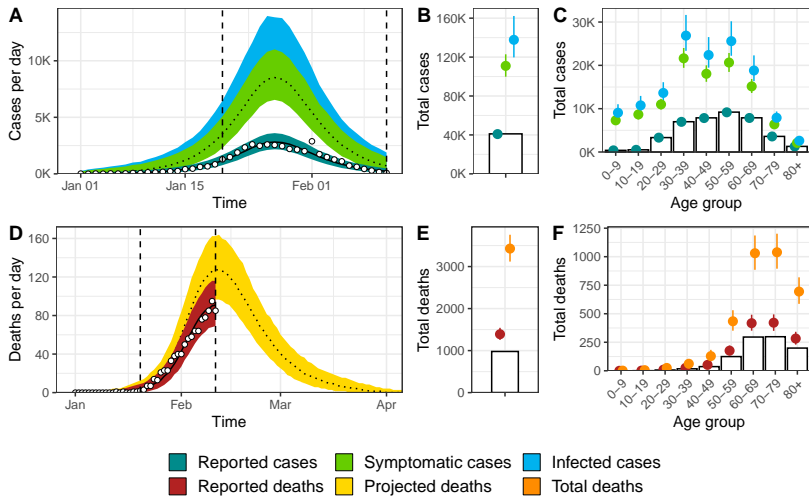 A
Cases per day
10K
5K
0K
Jan 01
Jan 15
Feb 01
Time
B
Total cases
160K
120K
80K
40K
0K
C
Total cases
30K
20K
10K
0K
0−9
10−19
20−29
30−39
40−49
50−59
60−69
70−79
80+
Age group
D
Deaths per day
160
120
80
40
0
Jan
Feb
Mar
Apr
Time
E
Total deaths
3000
2000
1000
0
F
Total deaths
1250
1000
750
500
250
0
0−9
10−19
20−29
30−39
40−49
50−59
60−69
70−79
80+
Age group
Reported cases
Symptomatic cases
Infected cases
Reported deaths
Projected deaths
Total deaths